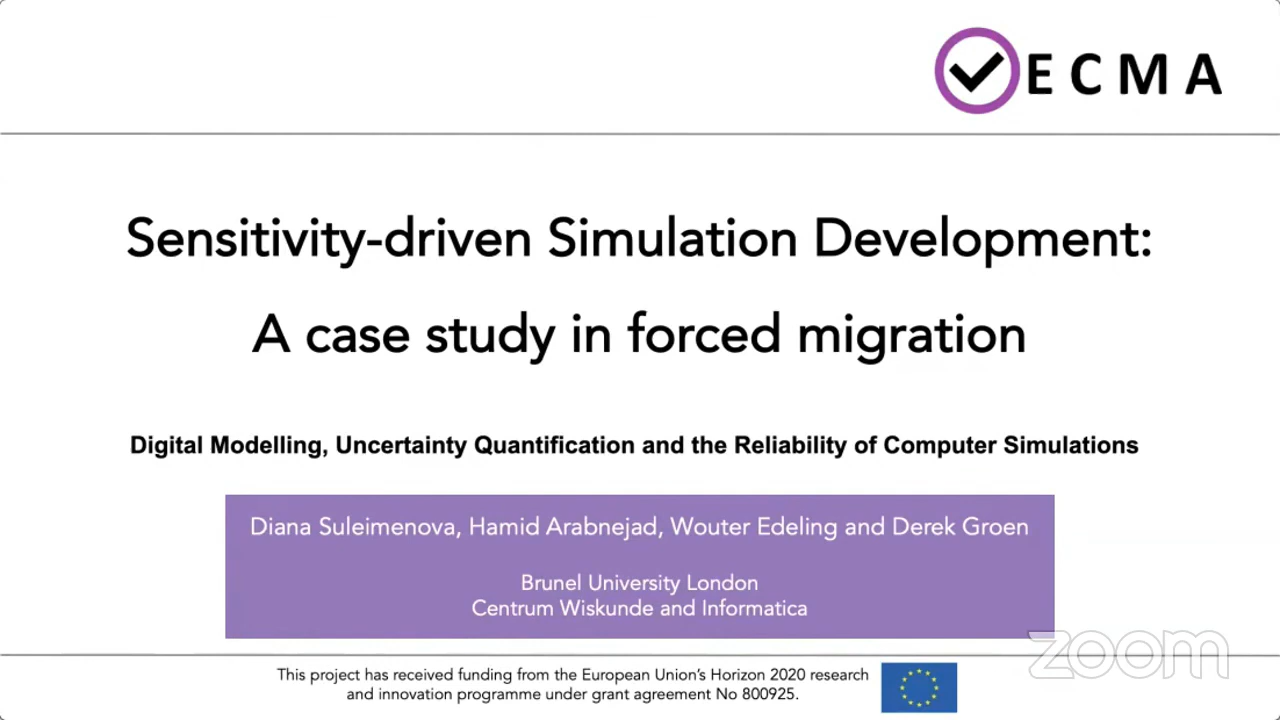 ECMA
Sensitivity-driven Simulation Development:
A case study in forced migration
Digital Modelling, Uncertainty Quantification and the Reliability of Computer Simulations
Diana Suleimenova, Hamid Arabnejad, Wouter Edeling and Derek Groen
Brunel University London
Centrum Wiskunde and Informatica
zoom
This project has received funding from the European Union's Horizon 2020 research
and innovation programme under grant agreement No 800925.